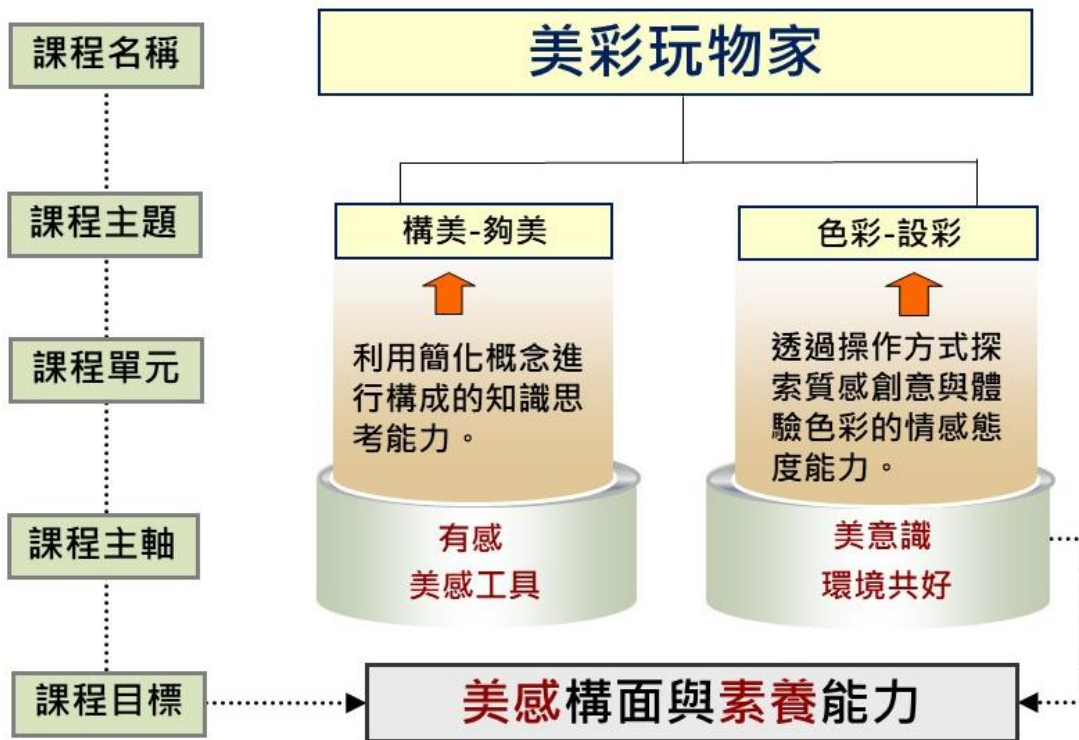 課程名稱
美彩玩物家
課程主題
構美-夠美
色彩-設彩
課程單元
利用簡化概念進
行構成的知識思
考能力。
透過操作方式探
索質感創意與體
驗色彩的情感態
度能力。
課程主軸
有感
美感工具
美意識
環境共好
課程目標
美感構面與素養能力